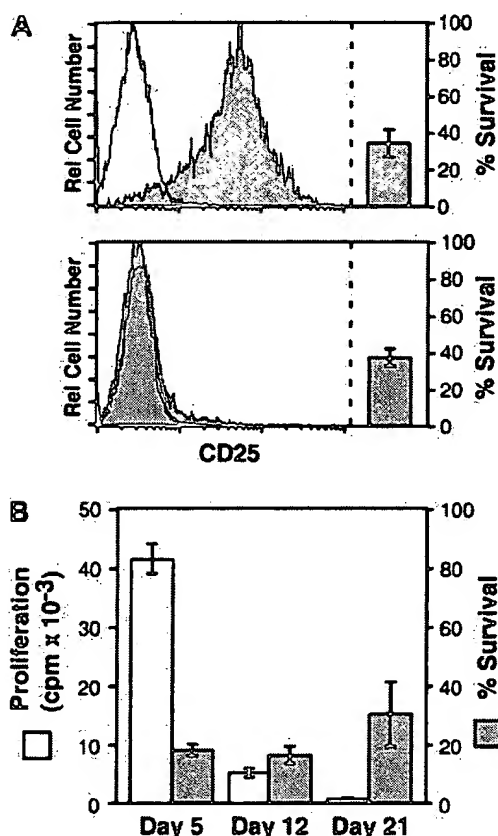 A
Rel Cell Number
100
80
60
40
20
0
% Survival
Rel Cell Number
100
80
60
40
20
0
% Survival
CD25
B
Proliferation
(cpm x 10⁻³)
50
40
30
20
10
0
100
80
60
40
20
0
% Survival
Day 5 Day 12 Day 21